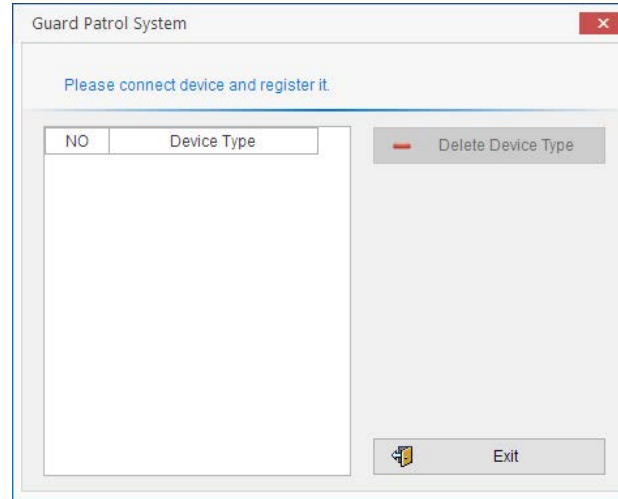 Guard Patrol System
Please connect device and register it.
NO Device Type
Delete Device Type
Exit